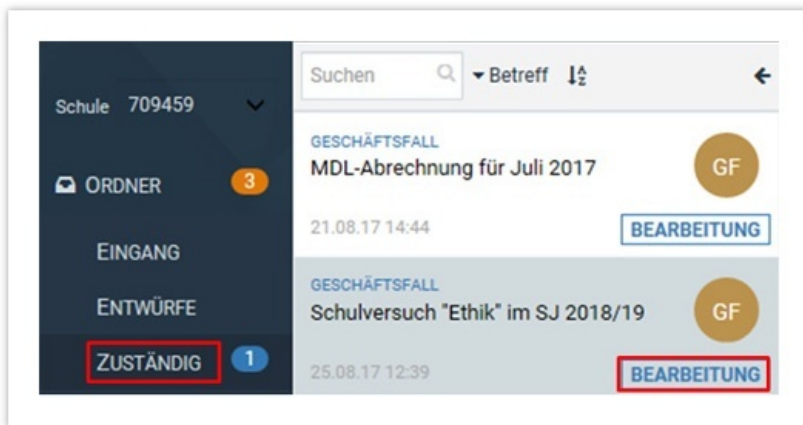 Schule 709459
ORDNER 3
EINGANG
ENTWÜRFE
ZUSTÄNDIG 1
Suchen Betreff
GESCHÄFTSFALL
MDL-Abrechnung für Juli 2017
GF
21.08.17 14:44 BEARBEITUNG
GESCHÄFTSFALL
Schulversuch "Ethik" im SJ 2018/19
GF
25.08.17 12:39 BEARBEITUNG